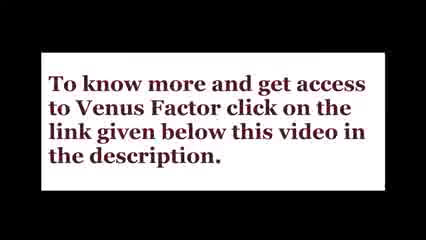 To know more and get access
to Venus Factor click on the
link given below this video in
the description.